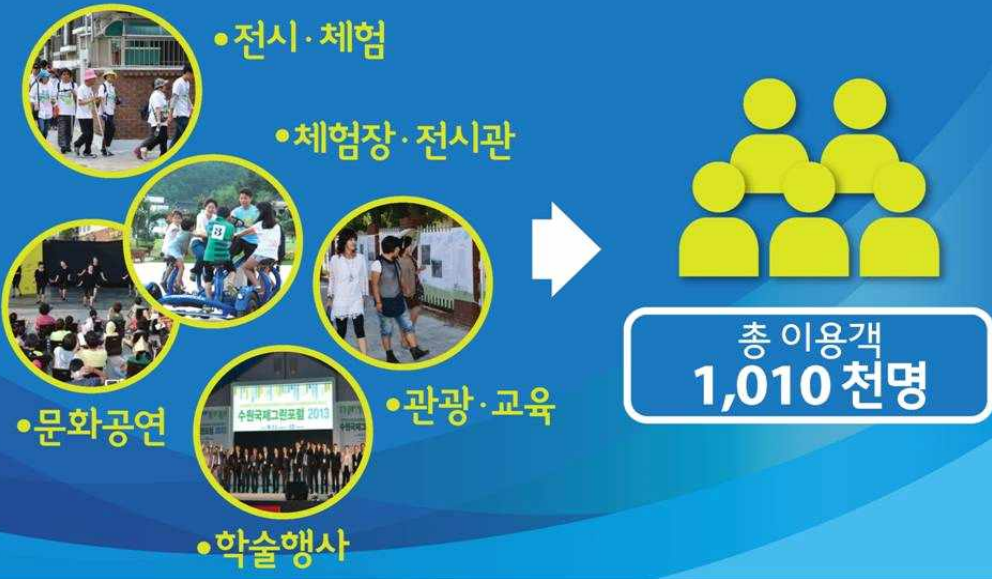 •전시·체험
•체험장·전시관
•문화공연
수원국제그린포럼 2013
•관광·교육
•학술행사
총 이용객
1,010 천명